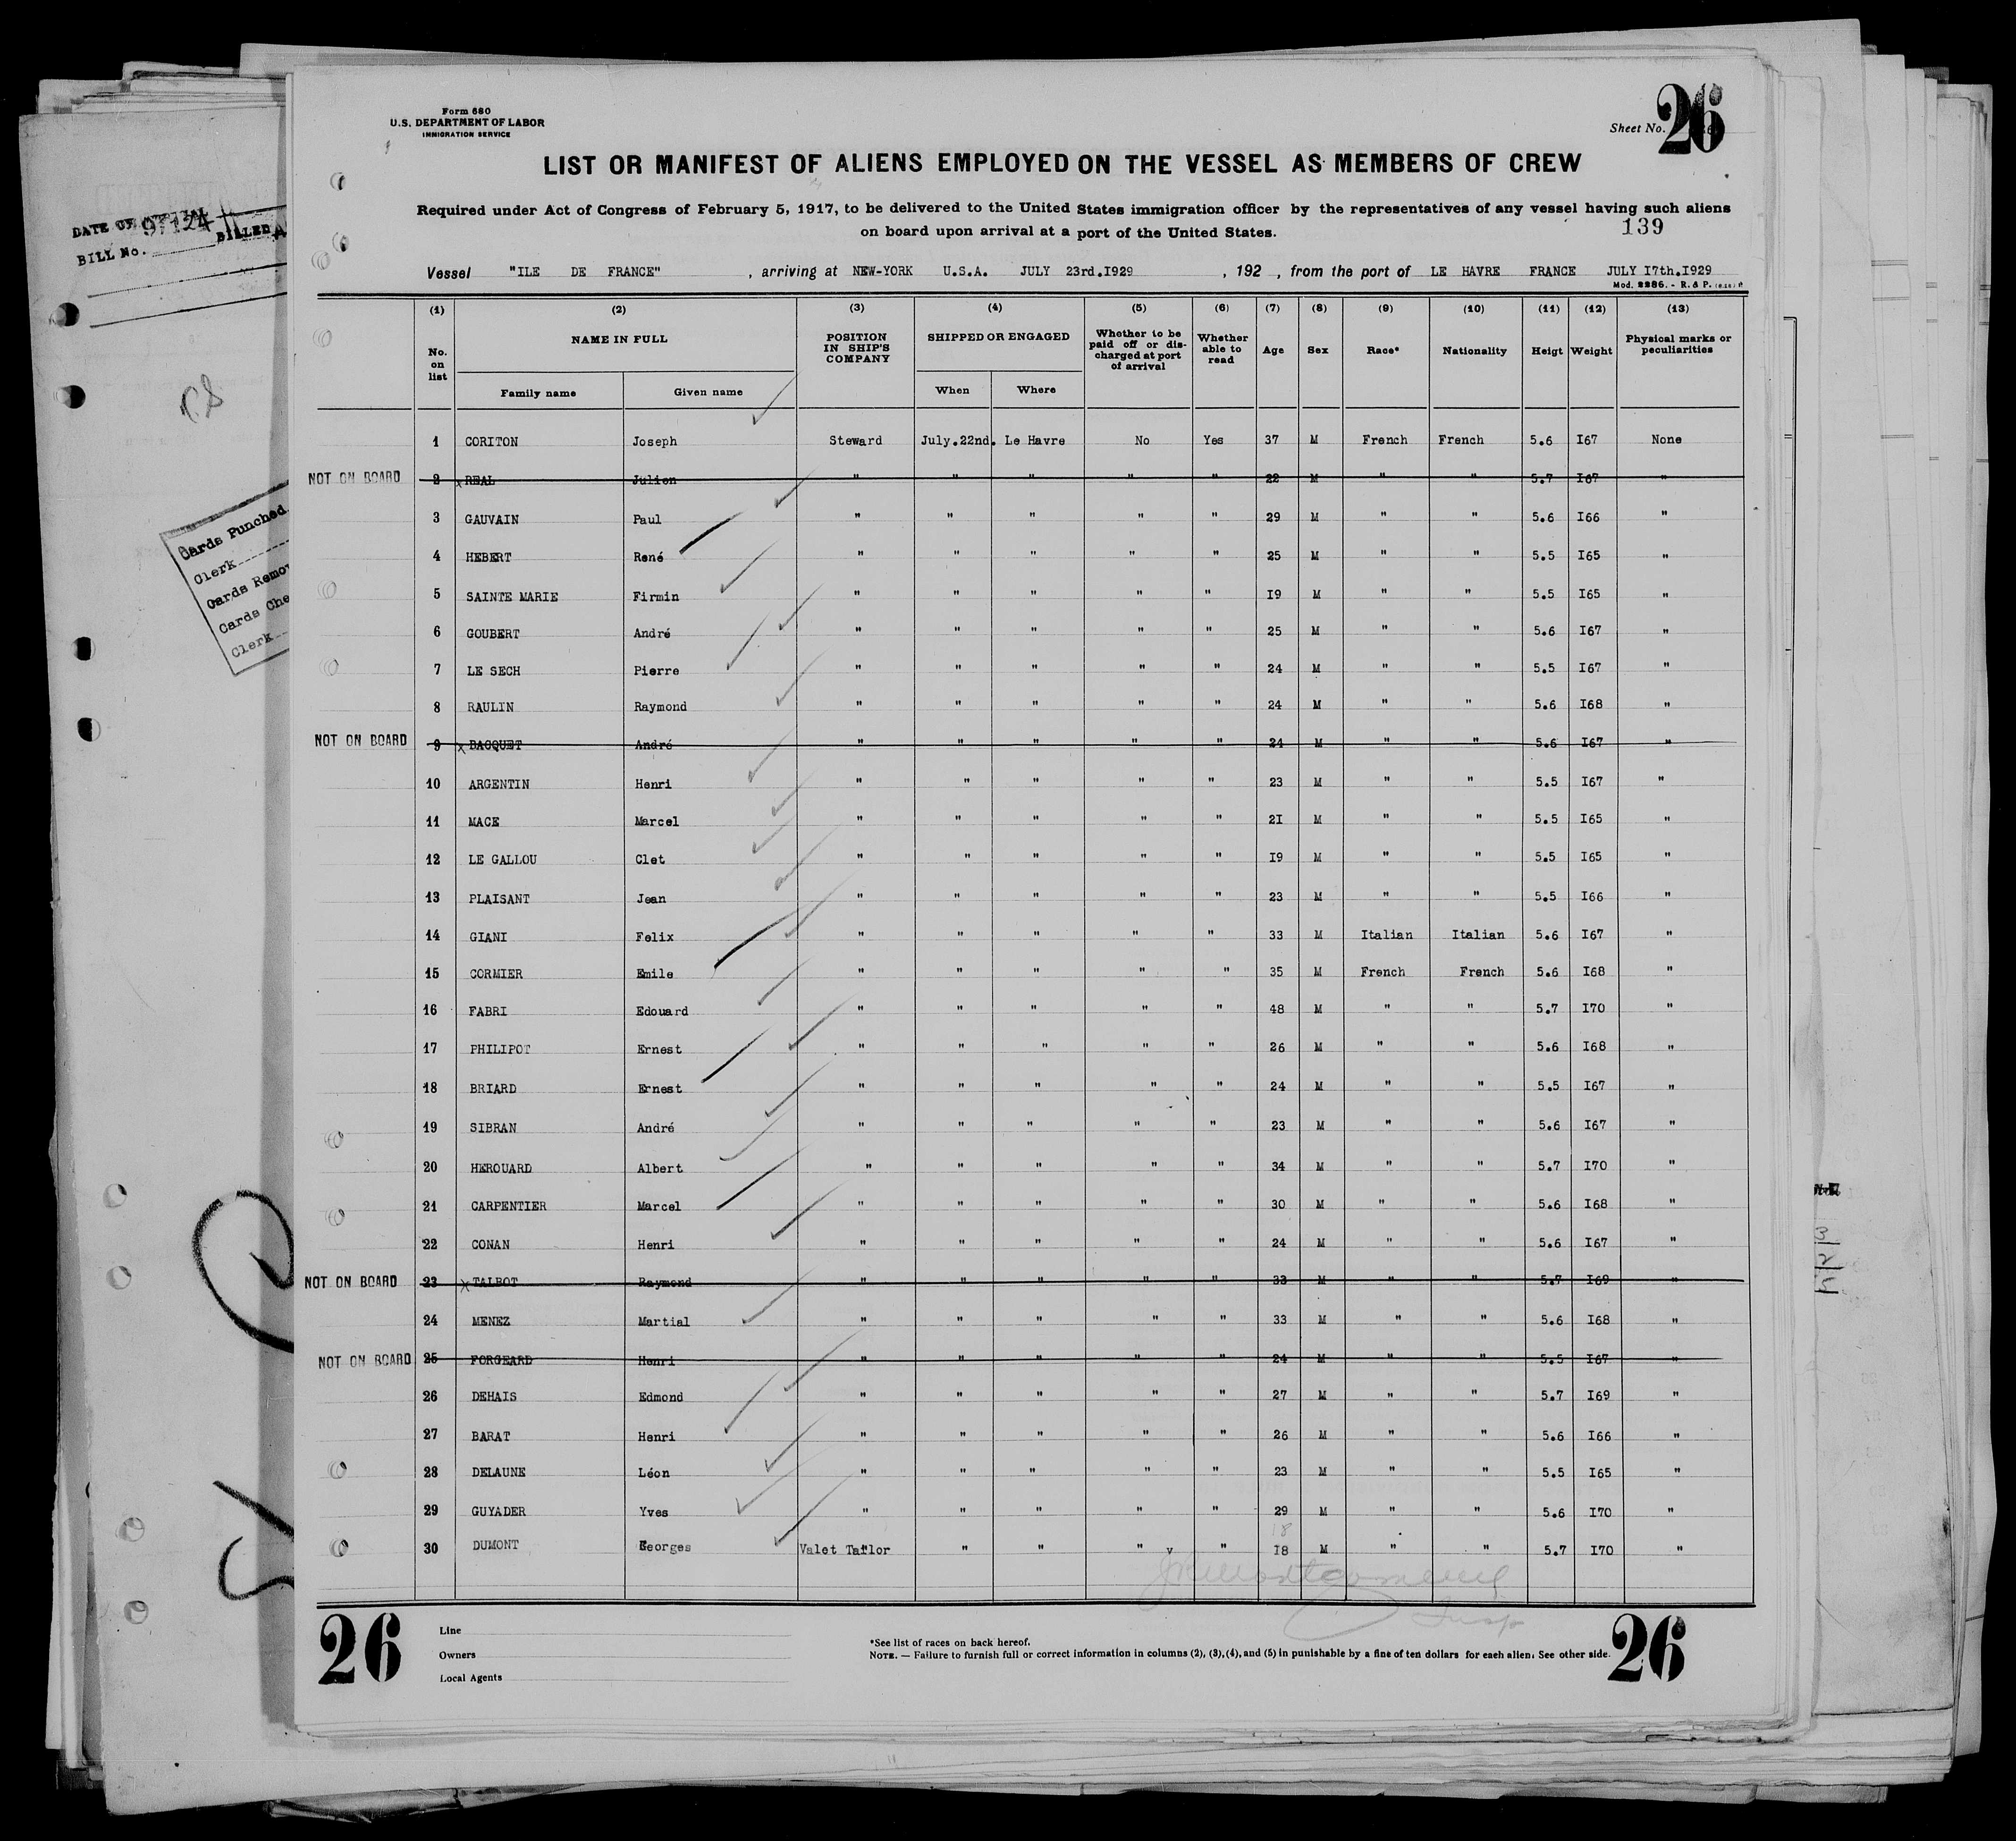 Form 680
U.S. DEPARTMENT OF LABOR
IMMIGRATION SERVICE
Sheet No. 26
LIST OR MANIFEST OF ALIENS EMPLOYED ON THE VESSEL AS MEMBERS OF CREW
Required under Act of Congress of February 5, 1917, to be delivered to the United States immigration officer by the representatives of any vessel having such aliens
on board upon arrival at a port of the United States.
139
Vessel "ILE DE FRANCE" , arriving at NEW-YORK U.S.A. JULY 23rd.I929 , 192 , from the port of LE HAVRE FRANCE JULY I7th.I929
Mod. 2286. - R. & P.
(1) (2) (3) (4) (5) (6) (7) (8) (9) (10) (11) (12) (13)
No. on list NAME IN FULL POSITION IN SHIP'S COMPANY SHIPPED OR ENGAGED Whether to be paid off or discharged at port of arrival Whether able to read Age Sex Race* Nationality Heigt Weight Physical marks or peculiarities
Family name Given name When Where
1 CORITON Joseph Steward July.22nd. Le Havre No Yes 37 M French French 5.6 I67 None
NOT ON BOARD 2 x REAL Julien " " " " " 22 M " " 5.7 I67 "
3 GAUVAIN Paul " " " " " 29 M " " 5.6 I66 "
4 HEBERT René " " " " " 25 M " " 5.5 I65 "
5 SAINTE MARIE Firmin " " " " " I9 M " " 5.5 I65 "
6 GOUBERT André " " " " " 25 M " " 5.6 I67 "
7 LE SECH Pierre " " " " " 24 M " " 5.5 I67 "
8 RAULIN Raymond " " " " " 24 M " " 5.6 I68 "
NOT ON BOARD 9 x BACQUET André " " " " " 24 M " " 5.6 I67 "
10 ARGENTIN Henri " " " " " 23 M " " 5.5 I67 "
11 MACE Marcel " " " " " 2I M " " 5.5 I65 "
12 LE GALLOU Clet " " " " " I9 M " " 5.5 I65 "
13 PLAISANT Jean " " " " " 23 M " " 5.5 I66 "
14 GIANI Felix " " " " " 33 M Italian Italian 5.6 I67 "
15 CORMIER Emile " " " " " 35 M French French 5.6 I68 "
16 FABRI Edouard " " " " " 48 M " " 5.7 I70 "
17 PHILIPOT Ernest " " " " " 26 M " " 5.6 I68 "
18 BRIARD Ernest " " " " " 24 M " " 5.5 I67 "
19 SIBRAN André " " " " " 23 M " " 5.6 I67 "
20 HEROUARD Albert " " " " " 34 M " " 5.7 I70 "
21 CARPENTIER Marcel " " " " " 30 M " " 5.6 I68 "
22 CONAN Henri " " " " " 24 M " " 5.6 I67 "
NOT ON BOARD 23 x TALBOT Raymond " " " " " 33 M " " 5.7 I69 "
24 MENEZ Martial " " " " " 33 M " " 5.6 I68 "
NOT ON BOARD 25 FORGEARD Henri " " " " " 24 M " " 5.5 I67 "
26 DEHAIS Edmond " " " " " 27 M " " 5.7 I69 "
27 BARAT Henri " " " " " 26 M " " 5.6 I66 "
28 DELAUNE Léon " " " " " 23 M " " 5.5 I65 "
29 GUYADER Yves " " " " " 29 M " " 5.6 I70 "
18
30 DUMONT Georges Valet Tailor " " " v " I8 M " " 5.7 I70 "
Montgomery
Insp
26
Line
Owners
Local Agents
*See list of races on back hereof.
NOTE. — Failure to furnish full or correct information in columns (2), (3), (4), and (5) in punishable by a fine of ten dollars for each alien. See other side.
26
DATE OF
97124
BILL No. BILLED
Cards Punched
Clerk
Cards
Cards
Clerk